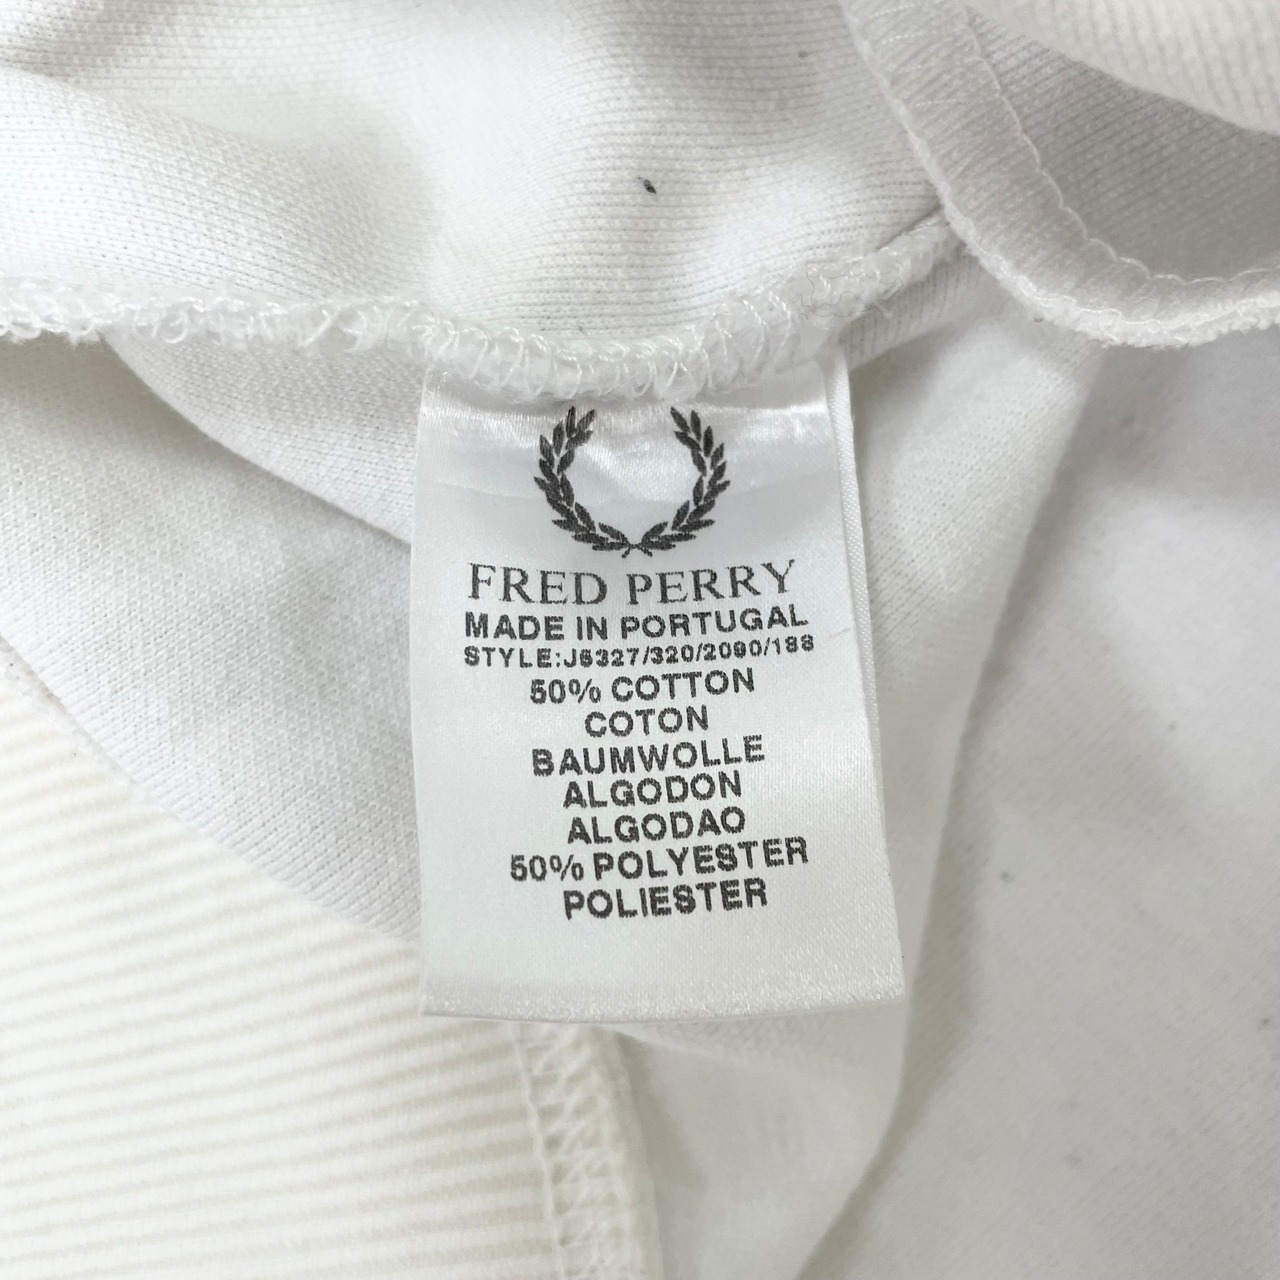 FRED PERRY
MADE IN PORTUGAL
STYLE:J6327/320/2090/188
50% COTTON
COTON
BAUMWOLLE
ALGODON
ALGODAO
50% POLYESTER
POLIESTER